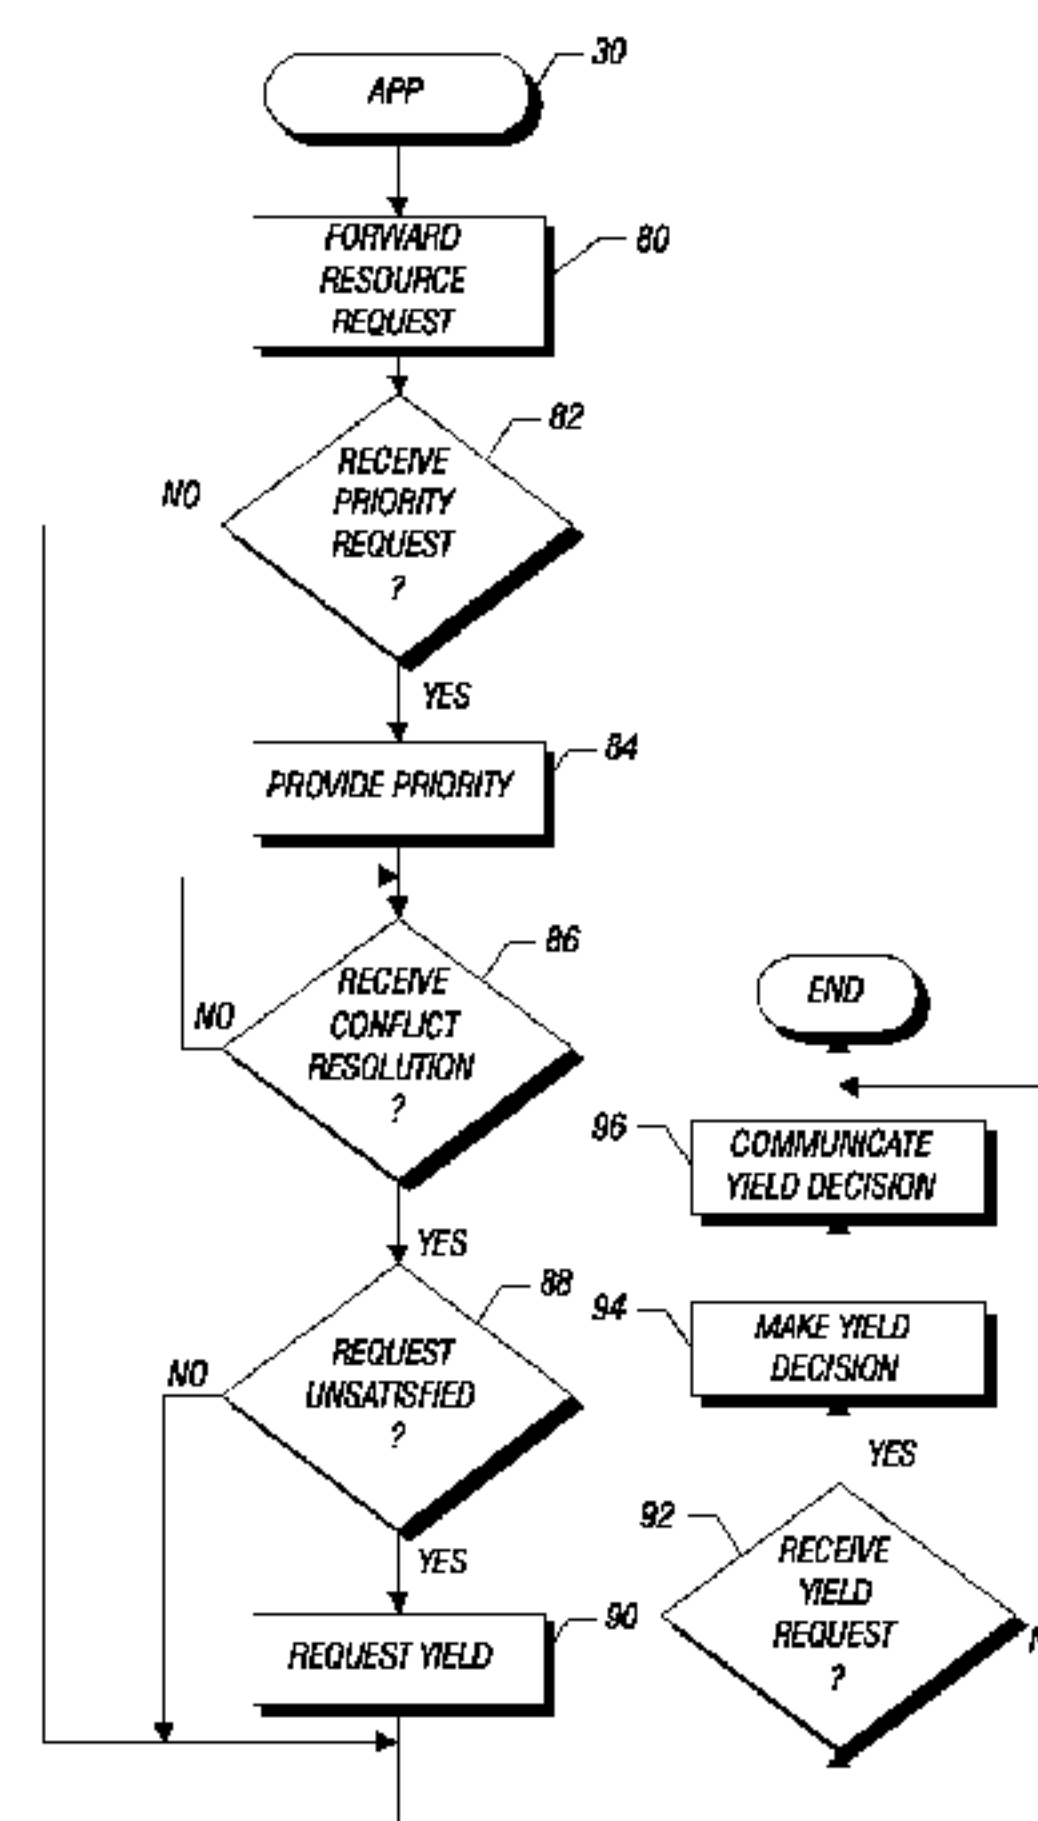 APP
30
FORWARD
RESOURCE
REQUEST
80
RECEIVE
PRIORITY
REQUEST
?
82
NO
YES
PROVIDE PRIORITY
84
RECEIVE
CONFLICT
RESOLUTION
?
86
NO
YES
REQUEST
UNSATISFIED
?
88
NO
YES
REQUEST YIELD
90
END
96
COMMUNICATE
YIELD DECISION
94
MAKE YIELD
DECISION
YES
92
RECEIVE
YIELD
REQUEST
?